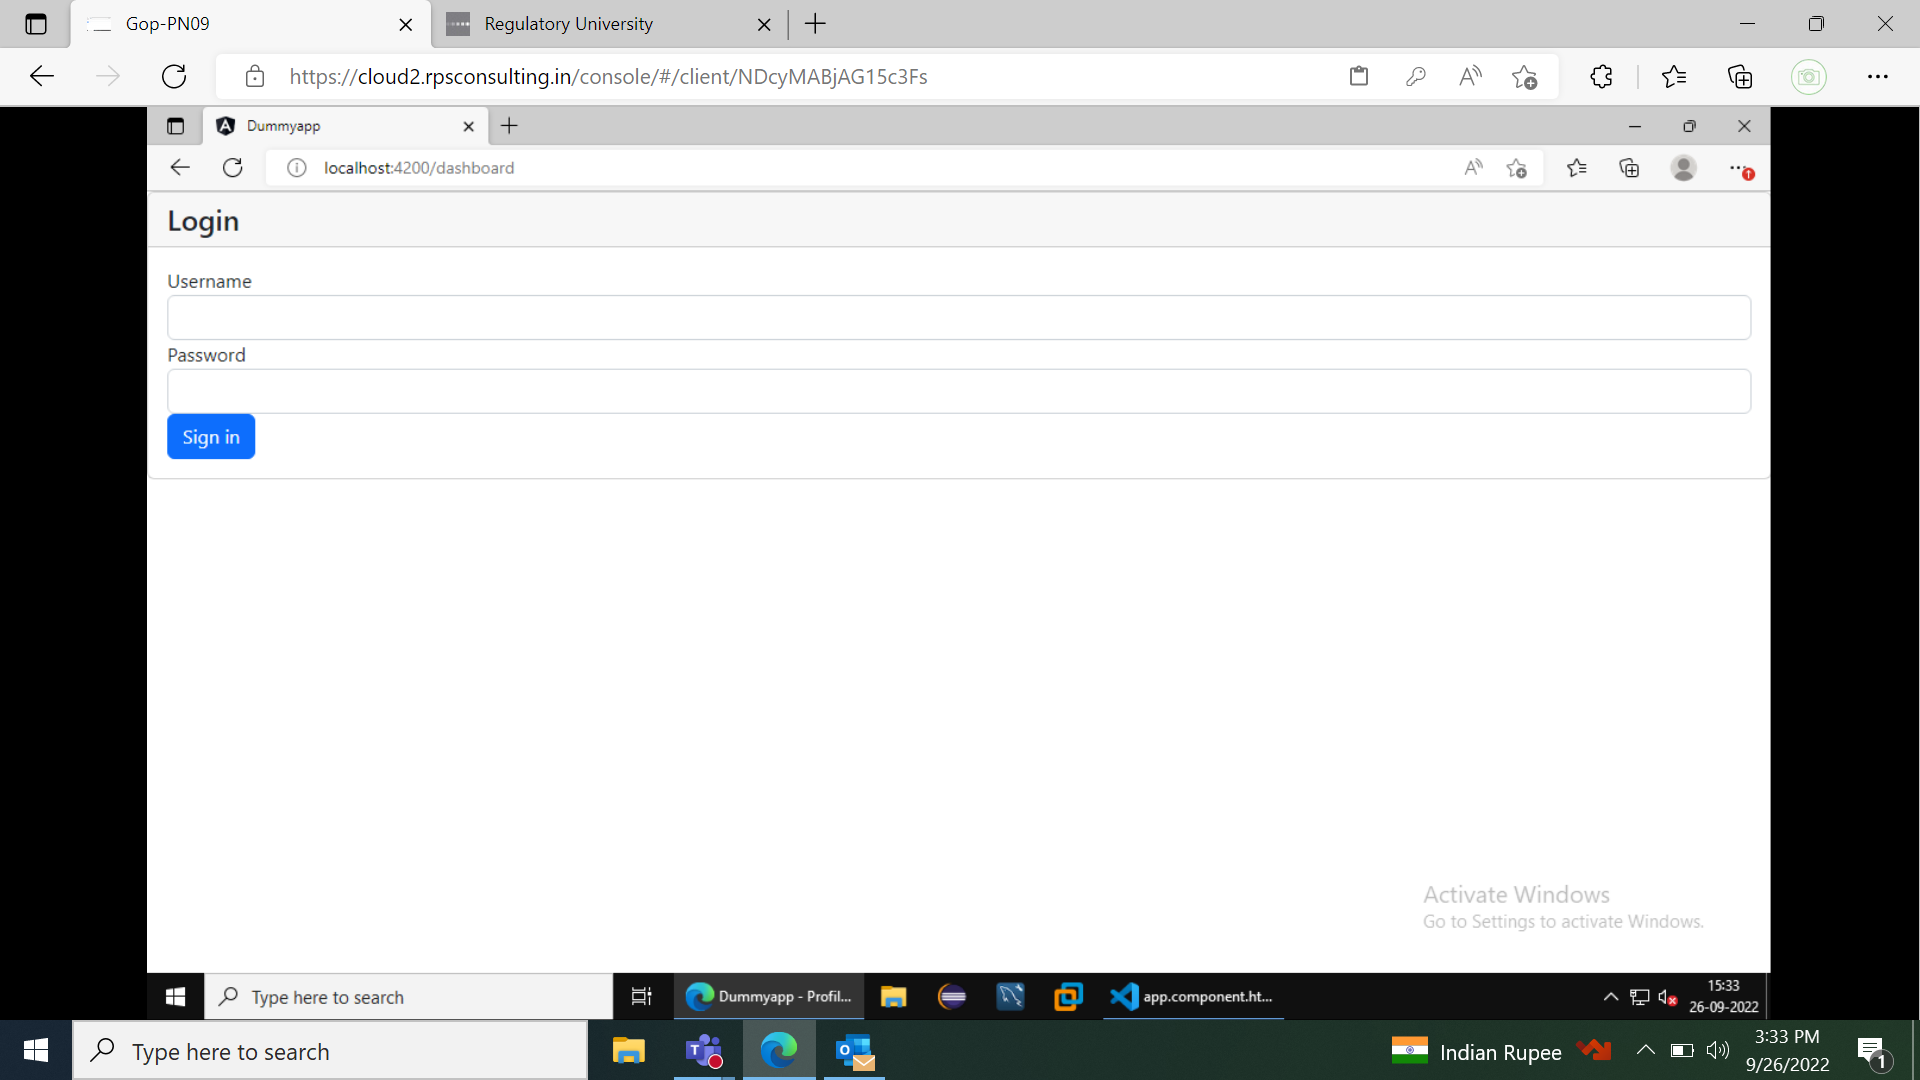 Gop-PN09
Regulatory University
https://cloud2.rpsconsulting.in/console/#/client/NDcyMABjAG15c3Fs
Dummyapp
localhost:4200/dashboard
Login
Username
Password
Sign in
Activate Windows
Go to Settings to activate Windows.
Type here to search
Dummyapp - Profil...
app.component.ht...
15:33
26-09-2022
Type here to search
Indian Rupee
3:33 PM
9/26/2022
1